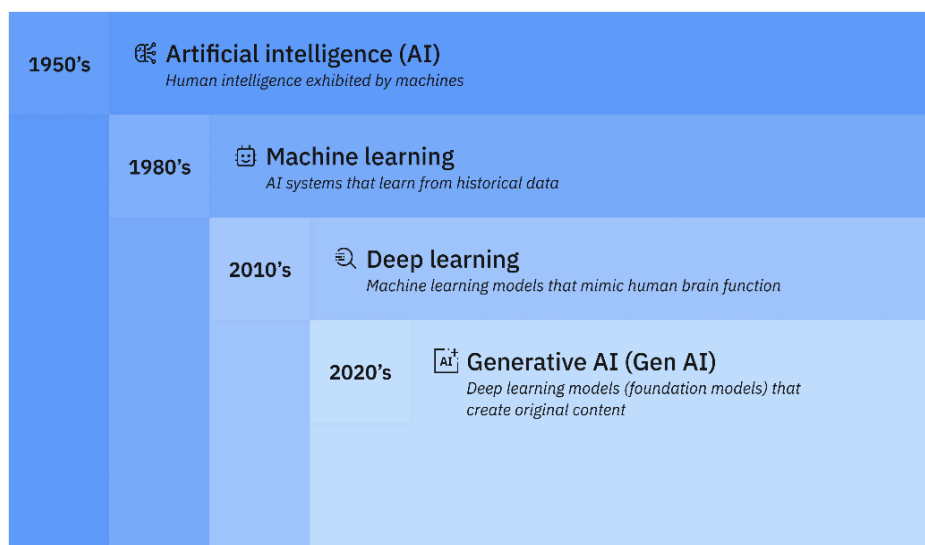 1950's
Artificial intelligence (AI)
Human intelligence exhibited by machines
1980's
Machine learning
AI systems that learn from historical data
2010's
Deep learning
Machine learning models that mimic human brain function
2020's
AI
Generative AI (Gen AI)
Deep learning models (foundation models) that
create original content